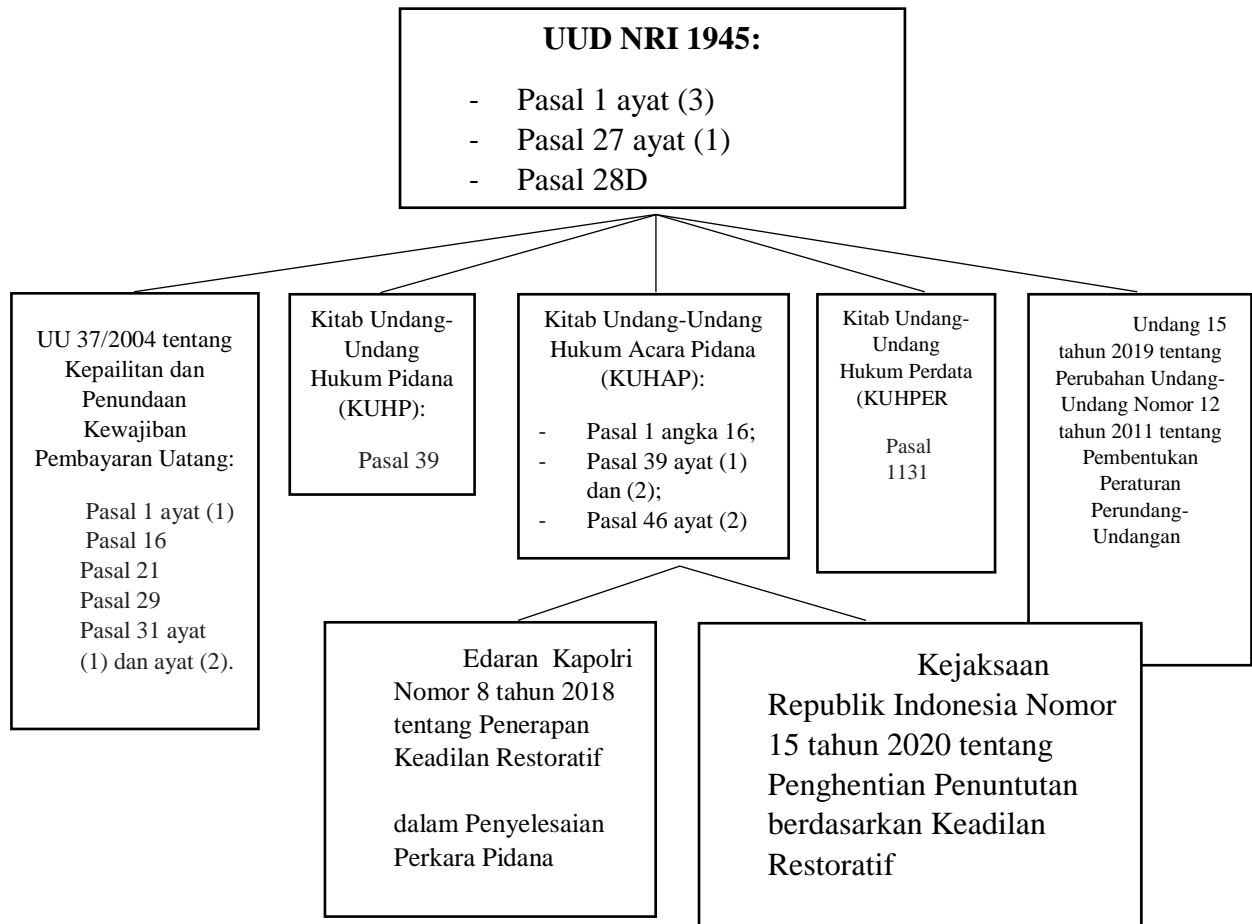 UUD NRI 1945:
- Pasal 1 ayat (3)
- Pasal 27 ayat (1)
- Pasal 28D
UU 37/2004 tentang
Kepailitan dan
Penundaan
Kewajiban
Pembayaran Uatang:
Pasal 1 ayat (1)
Pasal 16
Pasal 21
Pasal 29
Pasal 31 ayat
(1) dan ayat (2).
Kitab Undang-
Undang
Hukum Pidana
(KUHP):
Pasal 39
Kitab Undang-Undang
Hukum Acara Pidana
(KUHAP):
- Pasal 1 angka 16;
- Pasal 39 ayat (1)
dan (2);
- Pasal 46 ayat (2)
Kitab Undang-
Undang
Hukum Perdata
(KUHPER
Pasal
1131
Undang 15
tahun 2019 tentang
Perubahan Undang-
Undang Nomor 12
tahun 2011 tentang
Pembentukan
Peraturan
Perundang-
Undangan
Edaran Kapolri
Nomor 8 tahun 2018
tentang Penerapan
Keadilan Restoratif
dalam Penyelesaian
Perkara Pidana
Kejaksaan
Republik Indonesia Nomor
15 tahun 2020 tentang
Penghentian Penuntutan
berdasarkan Keadilan
Restoratif